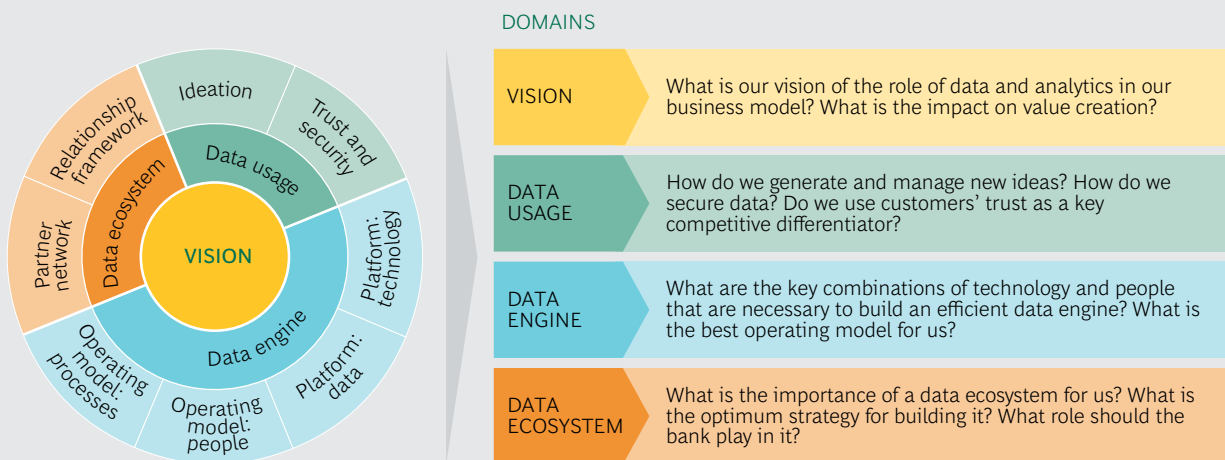 DOMAINS
Ideation
Trust and
security
Relationship
framework
Data usage
Data ecosystem
Partner
network
VISION
Platform:
technology
Data engine
Platform:
data
Operating
model:
people
Operating
model:
processes
VISION
What is our vision of the role of data and analytics in our
business model? What is the impact on value creation?
DATA
USAGE
How do we generate and manage new ideas? How do we
secure data? Do we use customers’ trust as a key
competitive differentiator?
DATA
ENGINE
What are the key combinations of technology and people
that are necessary to build an efficient data engine? What is
the best operating model for us?
DATA
ECOSYSTEM
What is the importance of a data ecosystem for us? What is
the optimum strategy for building it? What role should the
bank play in it?